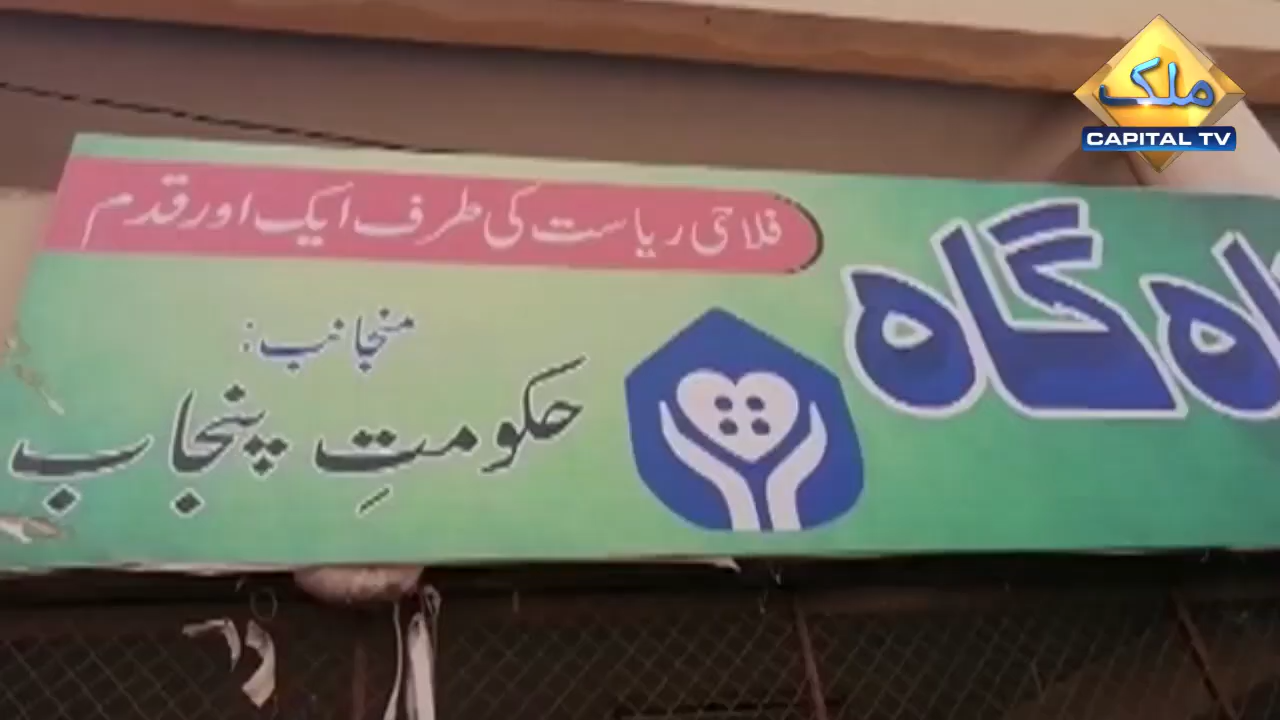 ملک
CAPITAL TV
فلاحی ریاست کی طرف ایک اور قدم
گاہ
منجانب:
حکومتِ پنجاب